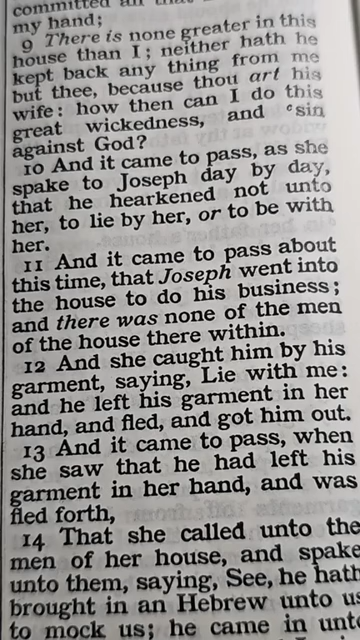 committed all that
my hand;
9 There is none greater in this
house than I; neither hath he
kept back any thing from me
but thee, because thou art his
wife: how then can I do this
great wickedness, and c sin
against God?
10 And it came to pass, as she
spake to Joseph day by day,
that he hearkened not unto
her, to lie by her, or to be with
her.
11 And it came to pass about
this time, that Joseph went into
the house to do his business;
and there was none of the men
of the house there within.
12 And she caught him by his
garment, saying, Lie with me:
and he left his garment in her
hand, and fled, and got him out.
13 And it came to pass, when
she saw that he had left his
garment in her hand, and was
fled forth,
14 That she called unto the
men of her house, and spake
unto them, saying, See, he hath
brought in an Hebrew unto us
to mock us; he came in unto